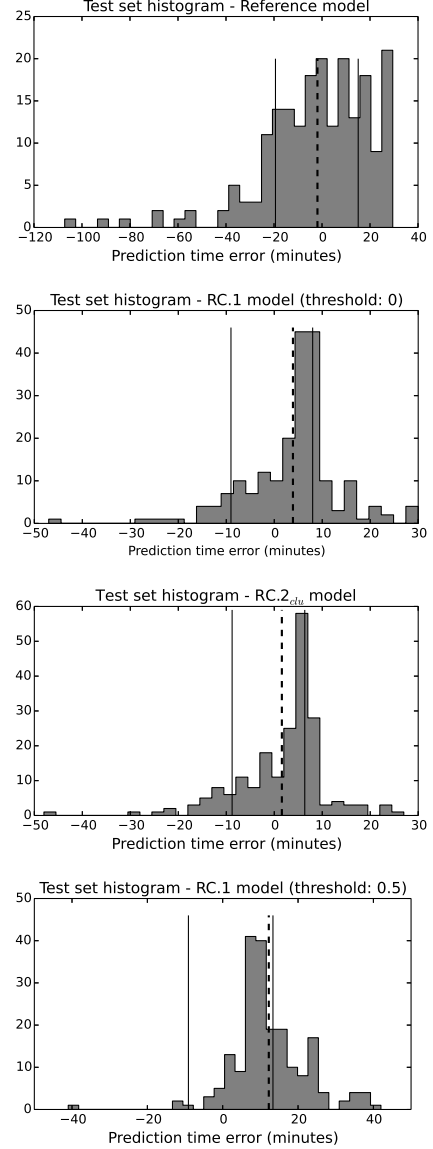 Test set histogram - Reference model
25
20
15
10
5
0
−120 −100 −80 −60 −40 −20 0 20 40
Prediction time error (minutes)
Test set histogram - RC.1 model (threshold: 0)
50
40
30
20
10
0
−50 −40 −30 −20 −10 0 10 20 30
Prediction time error (minutes)
Test set histogram - RC.2clu model
60
50
40
30
20
10
0
−50 −40 −30 −20 −10 0 10 20 30
Prediction time error (minutes)
Test set histogram - RC.1 model (threshold: 0.5)
50
40
30
20
10
0
−40 −20 0 20 40
Prediction time error (minutes)